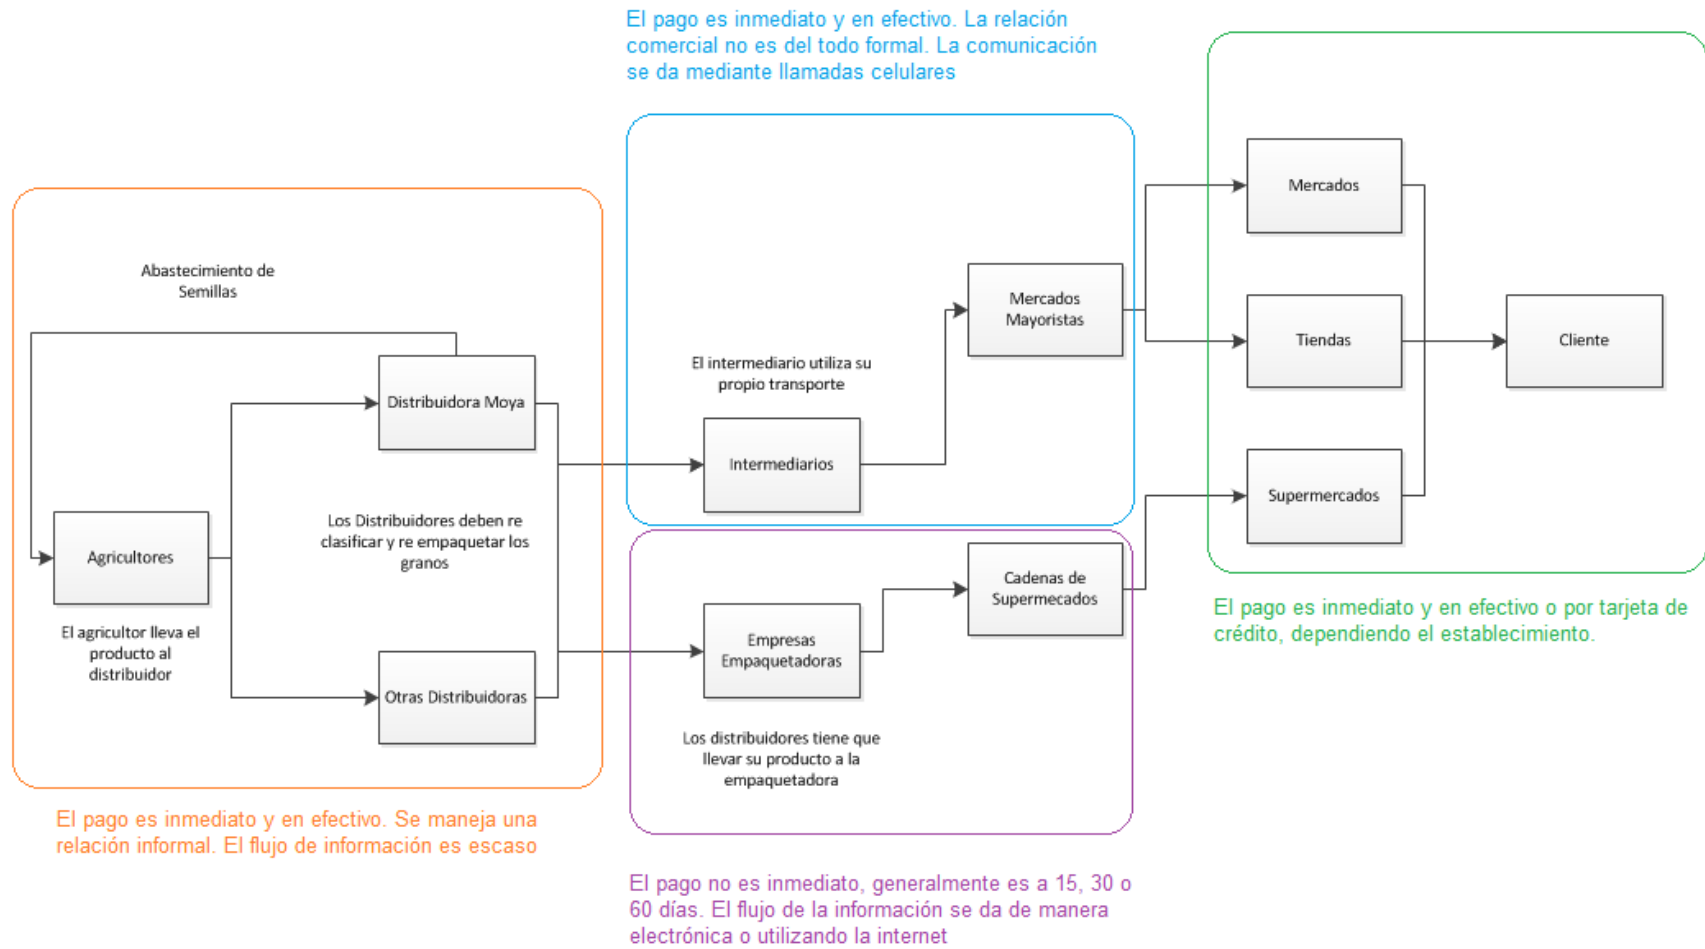 El pago es inmediato y en efectivo. La relación
comercial no es del todo formal. La comunicación
se da mediante llamadas celulares
Abastecimiento de
Semillas
Distribuidora Moya
Los Distribuidores deben re
clasificar y re empaquetar los
granos
Agricultores
El agricultor lleva el
producto al
distribuidor
Otras Distribuidoras
El pago es inmediato y en efectivo. Se maneja una
relación informal. El flujo de información es escaso
Mercados
Mayoristas
El intermediario utiliza su
propio transporte
Intermediarios
Cadenas de
Supermecados
Empresas
Empaquetadoras
Los distribuidores tiene que
llevar su producto a la
empaquetadora
El pago no es inmediato, generalmente es a 15, 30 o
60 días. El flujo de la información se da de manera
electrónica o utilizando la internet
Mercados
Tiendas
Cliente
Supermercados
El pago es inmediato y en efectivo o por tarjeta de
crédito, dependiendo el establecimiento.